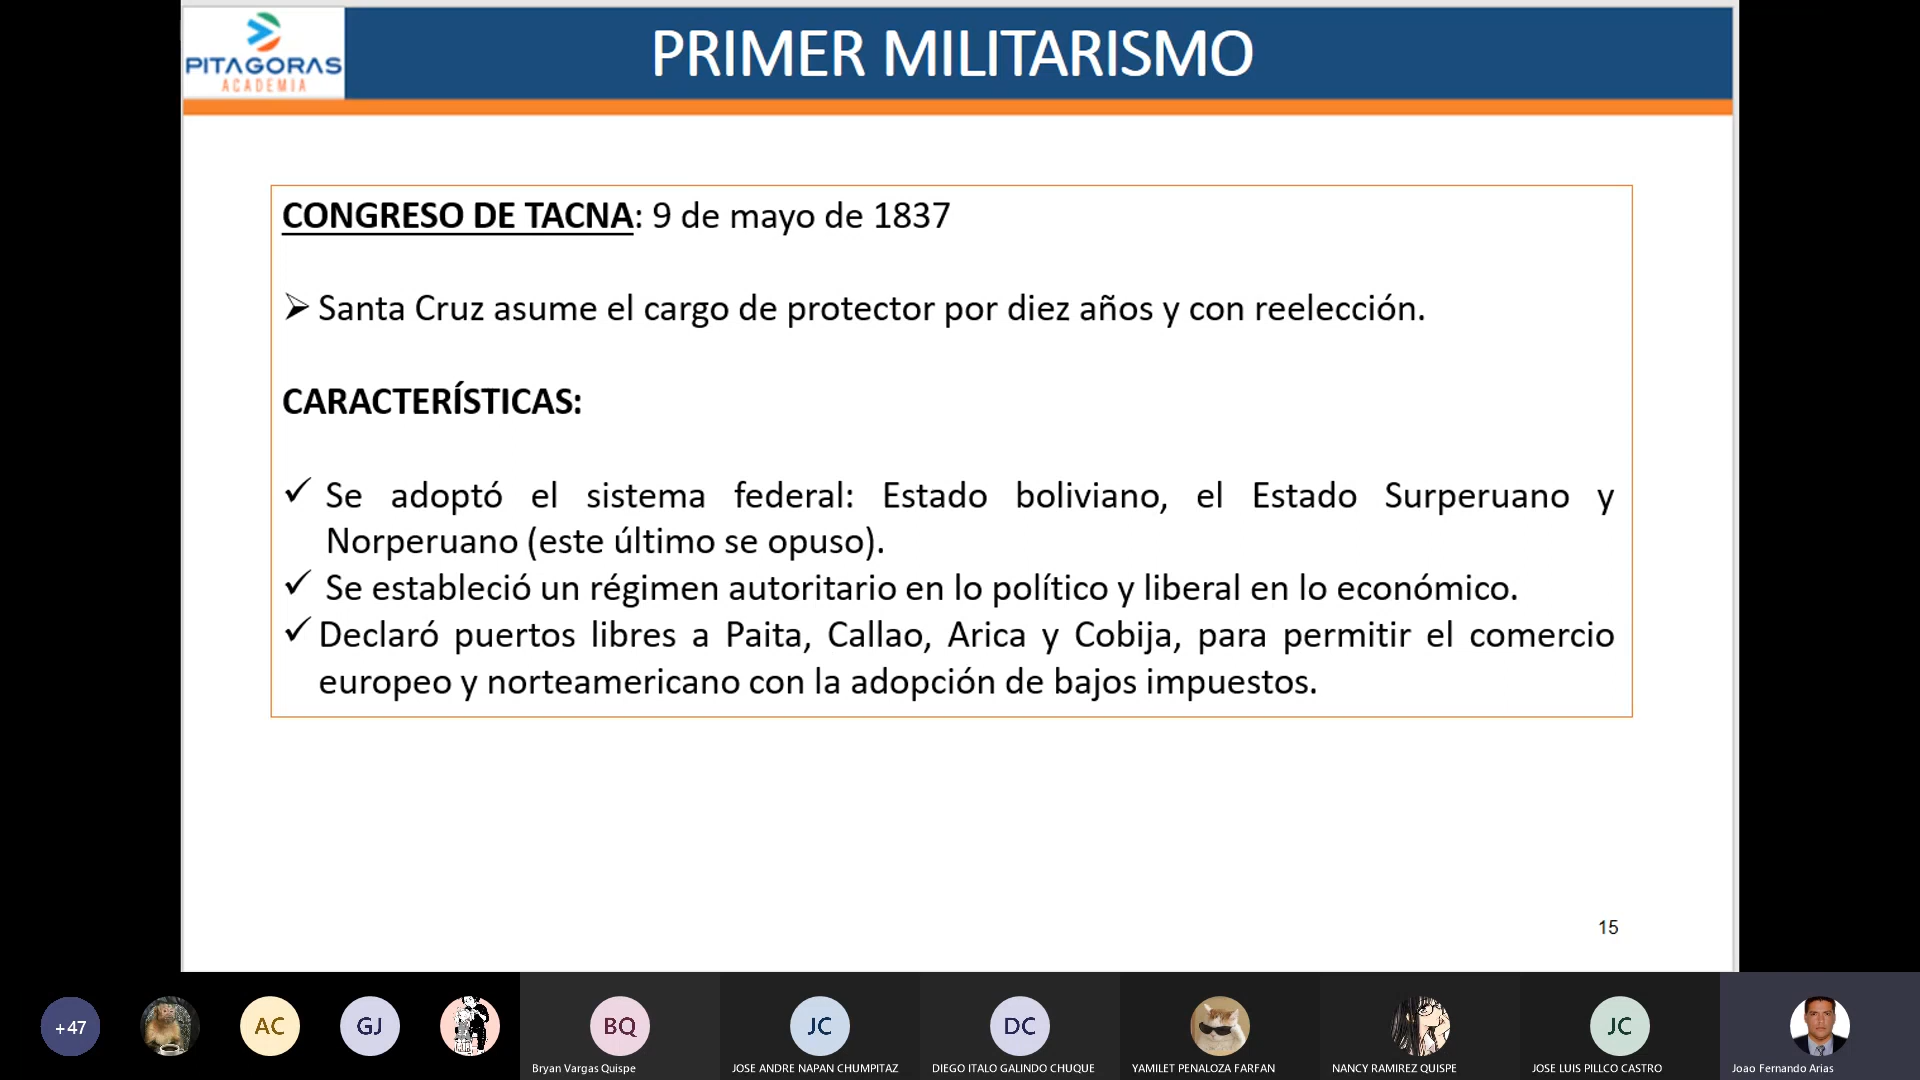 PITAGORAS
ACADEMIA
PRIMER MILITARISMO
CONGRESO DE TACNA: 9 de mayo de 1837
➢ Santa Cruz asume el cargo de protector por diez años y con reelección.
CARACTERÍSTICAS:
✓ Se adoptó el sistema federal: Estado boliviano, el Estado Surperuano y
Norperuano (este último se opuso).
✓ Se estableció un régimen autoritario en lo político y liberal en lo económico.
✓ Declaró puertos libres a Paita, Callao, Arica y Cobija, para permitir el comercio
europeo y norteamericano con la adopción de bajos impuestos.
15
+47
AC
GJ
BQ
JC
DC
JC
Bryan Vargas Quispe
JOSE ANDRE NAPAN CHUMPITAZ
DIEGO ITALO GALINDO CHUQUE
YAMILET PENALOZA FARFAN
NANCY RAMIREZ QUISPE
JOSE LUIS PILLCO CASTRO
Joao Fernando Arias